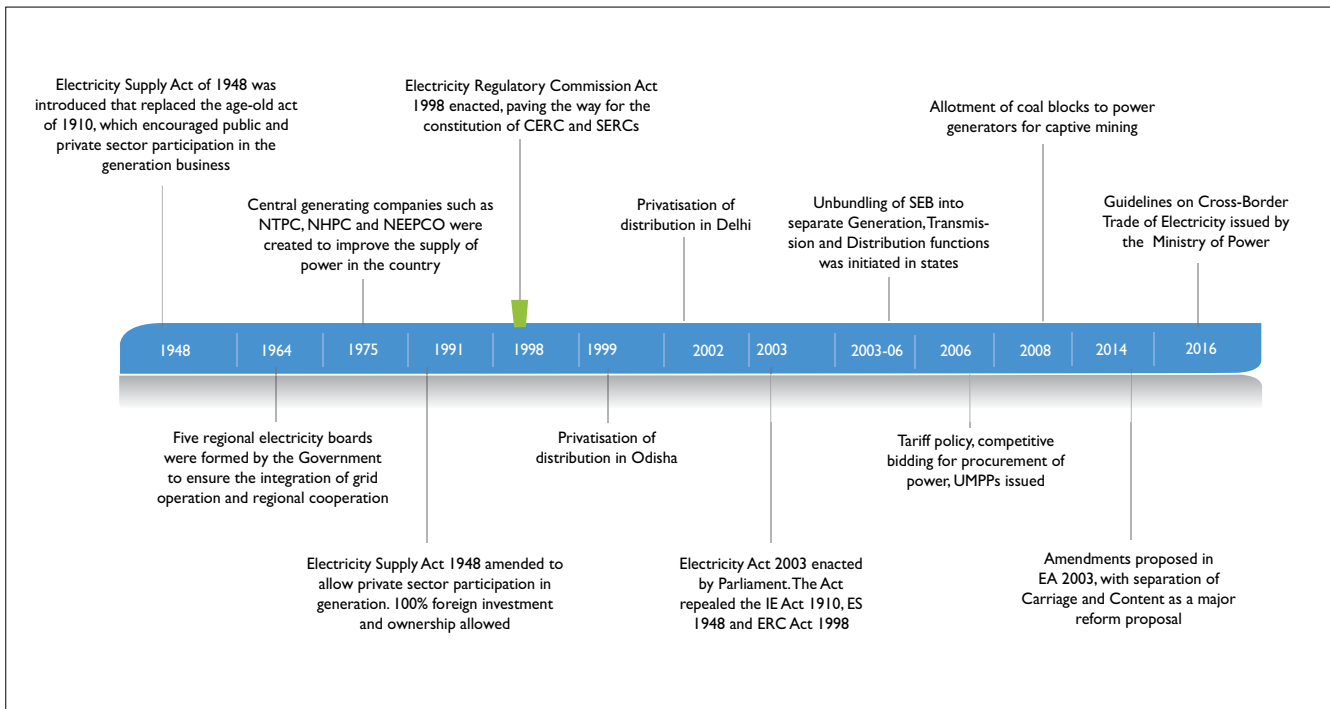 Electricity Supply Act of 1948 was
introduced that replaced the age-old act
of 1910, which encouraged public and
private sector participation in the
generation business
Electricity Regulatory Commission Act
1998 enacted, paving the way for the
constitution of CERC and SERCs
Allotment of coal blocks to power
generators for captive mining
Central generating companies such as
NTPC, NHPC and NEEPCO were
created to improve the supply of
power in the country
Privatisation of
distribution in Delhi
Unbundling of SEB into
separate Generation, Transmis-
sion and Distribution functions
was initiated in states
Guidelines on Cross-Border
Trade of Electricity issued by
the Ministry of Power
1948 1964 1975 1991 1998 1999 2002 2003 2003-06 2006 2008 2014 2016
Five regional electricity boards
were formed by the Government
to ensure the integration of grid
operation and regional cooperation
Privatisation of
distribution in Odisha
Tariff policy, competitive
bidding for procurement of
power, UMPPs issued
Electricity Supply Act 1948 amended to
allow private sector participation in
generation. 100% foreign investment
and ownership allowed
Electricity Act 2003 enacted
by Parliament. The Act
repealed the IE Act 1910, ES
1948 and ERC Act 1998
Amendments proposed in
EA 2003, with separation of
Carriage and Content as a major
reform proposal